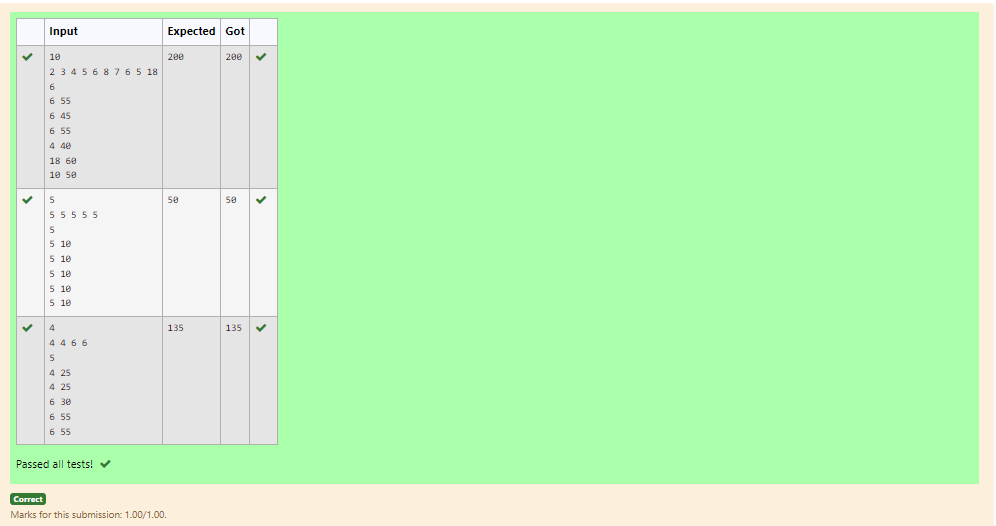 Input Expected Got
10 200 200
2 3 4 5 6 8 7 6 5 18
6
6 55
6 45
6 55
4 40
18 60
10 50
5 50 50
5 5 5 5 5
5
5 10
5 10
5 10
5 10
5 10
4 135 135
4 4 6 6
5
4 25
4 25
6 30
6 55
6 55
Passed all tests!
Correct
Marks for this submission: 1.00/1.00.